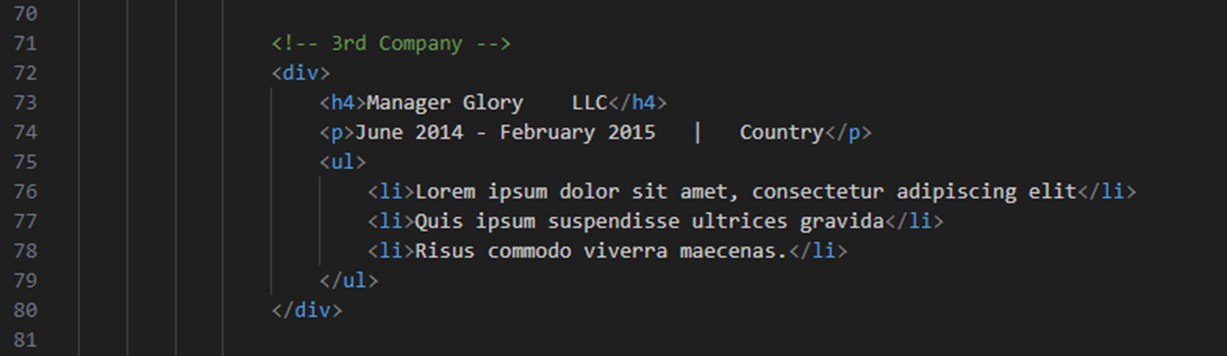 70
71 <!-- 3rd Company -->
72 <div>
73 <h4>Manager Glory    LLC</h4>
74 <p>June 2014 - February 2015   |   Country</p>
75 <ul>
76 <li>Lorem ipsum dolor sit amet, consectetur adipiscing elit</li>
77 <li>Quis ipsum suspendisse ultrices gravida</li>
78 <li>Risus commodo viverra maecenas.</li>
79 </ul>
80 </div>
81